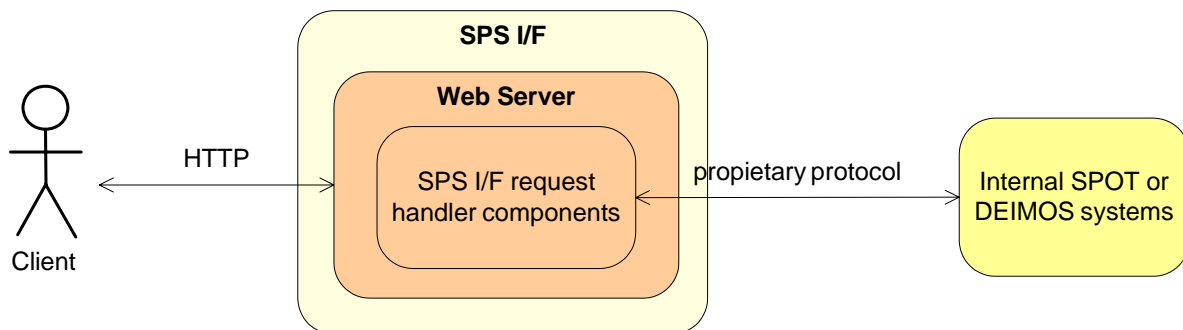 SPS I/F
Web Server
HTTP
SPS I/F request
handler components
propietary protocol
Internal SPOT or
DEIMOS systems
Client